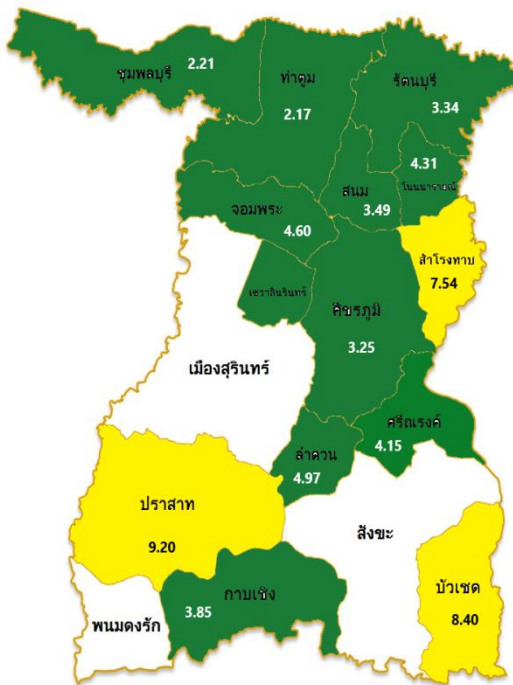 ชุมพลบุรี
2.21
ท่าตูม
2.17
รัตนบุรี
3.34
4.31
โนนนารายณ์
สนม
3.49
จอมพระ
4.60
สำโรงทาบ
7.54
เขวาสินรินทร์
ศีขรภูมิ
3.25
เมืองสุรินทร์
ศรีณรงค์
4.15
ลำดวน
4.97
ปราสาท
9.20
สังขะ
บัวเชด
8.40
กาบเชิง
3.85
พนมดงรัก